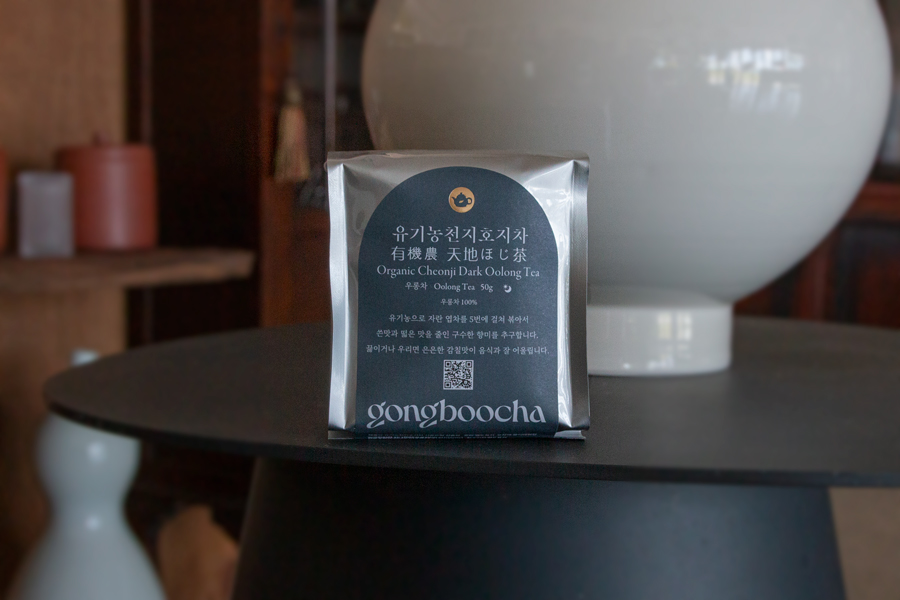 유기농천지호지차
有機農 天地ほじ茶
Organic Cheonji Dark Oolong Tea
우롱차 Oolong Tea 50g
우롱차 100%
유기농으로 자란 엽차를 5번에 걸쳐 볶아서
쓴맛과 떫은 맛을 줄인 구수한 향미를 추구합니다.
끓이거나 우리면 은은한 감칠맛이 음식과 잘 어울립니다.
gongboocha